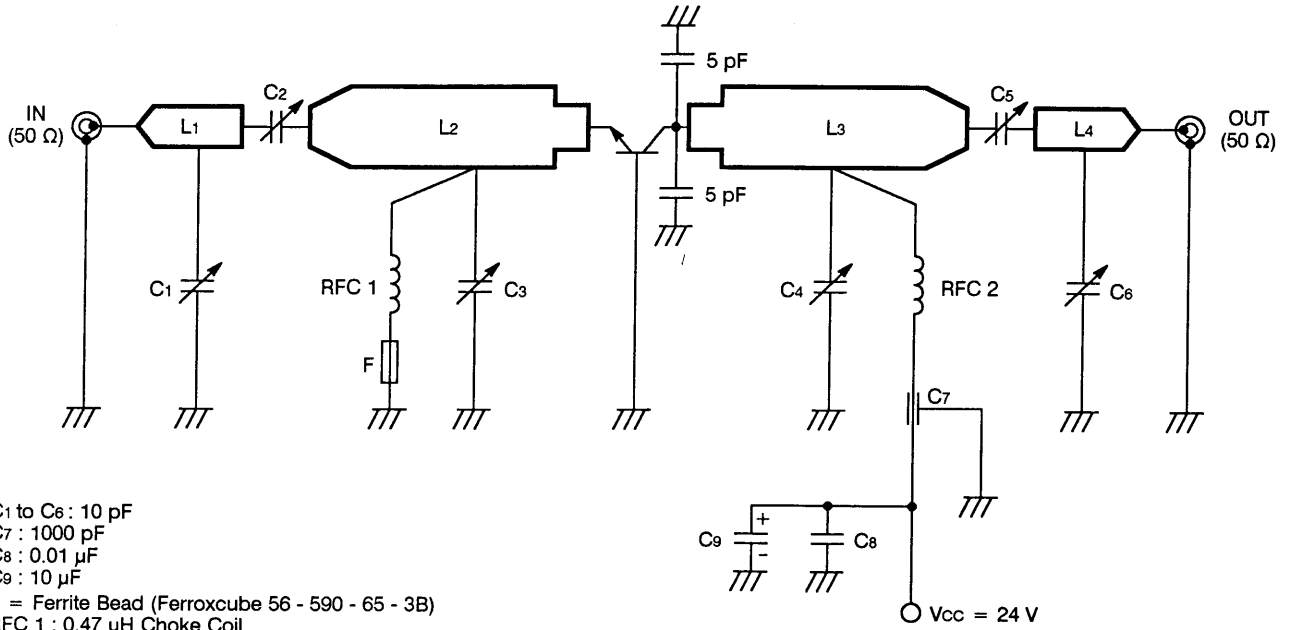 5 pF
IN
(50 Ω)
L1
C2
L2
L3
C5
L4
OUT
(50 Ω)
5 pF
C1
RFC 1
C3
C4
RFC 2
C6
F
C7
C1 to C6 : 10 pF
C7 : 1000 pF
C8 : 0.01 µF
C9 : 10 µF
= Ferrite Bead (Ferroxcube 56 - 590 - 65 - 3B)
RFC 1 : 0.47 µH Choke Coil
C9
+
-
C8
VCC = 24 V